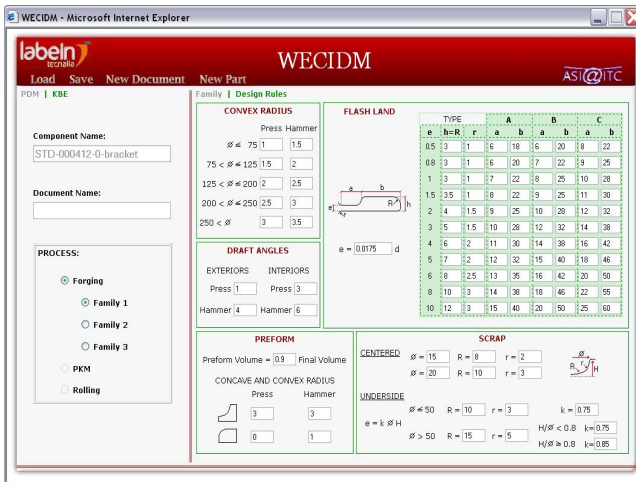 WECIDM - Microsoft Internet Explorer
labein
tecnalia
WECIDM
Load Save New Document New Part
ASI@ITC
PDM | KBE
Family | Design Rules
Component Name:
STD-000412-0-bracket
Document Name:
PROCESS:
Forging
Family 1
Family 2
Family 3
PKM
Rolling
CONVEX RADIUS
Press Hammer
Ø ≤ 75 1 1.5
75 < Ø ≤ 125 1.5 2
125 < Ø ≤ 200 2 2.5
200 < Ø ≤ 250 2.5 3
250 < Ø 3 3.5
DRAFT ANGLES
EXTERIORS INTERIORS
Press 1 Press 3
Hammer 4 Hammer 6
FLASH LAND
a b
e R h
r
e = 0.0175 d
TYPE A B C
e h=R r a b a b a b
0.5 3 1 6 18 6 20 8 22
0.8 3 1 6 20 7 22 9 25
1 3 1 7 22 8 25 10 28
1.5 3.5 1 8 22 9 25 11 30
2 4 1.5 9 25 10 28 12 32
3 5 1.5 10 28 12 32 14 38
4 6 2 11 30 14 38 16 42
5 7 2 12 32 15 40 18 46
6 8 2.5 13 35 16 42 20 50
8 10 3 14 38 18 46 22 55
10 12 3 15 40 20 50 25 60
PREFORM
Preform Volume = 0.9 Final Volume
CONCAVE AND CONVEX RADIUS
Press Hammer
3 3
0 1
SCRAP
CENTERED Ø = 15 R = 8 r = 2
Ø = 20 R = 10 r = 3
Ø
R r H
UNDERSIDE
e = k Ø H
Ø ≤ 50 R = 10 r = 3 k = 0.75
Ø > 50 R = 15 r = 5 H/Ø < 0.8 k= 0.75
H/Ø ≥ 0.8 k= 0.85